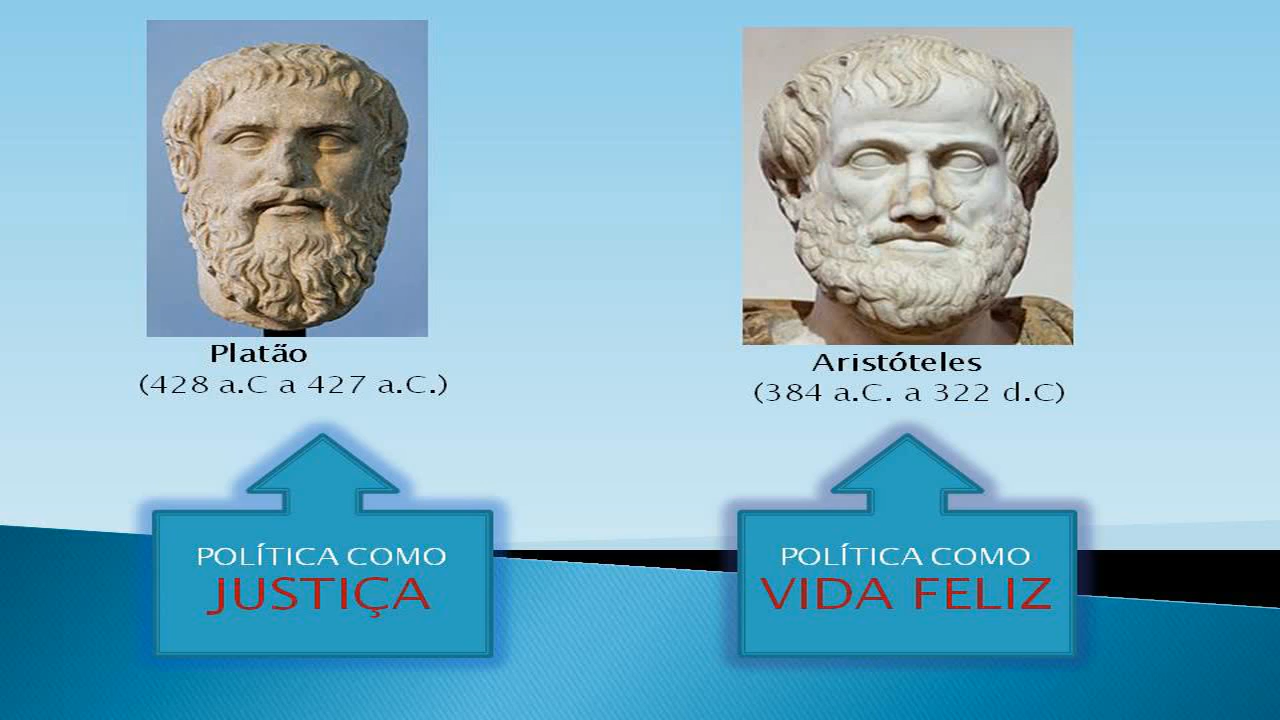 Platão
(428 a.C a 427 a.C.)
POLÍTICA COMO
JUSTIÇA
Aristóteles
(384 a.C. a 322 d.C)
POLÍTICA COMO
VIDA FELIZ